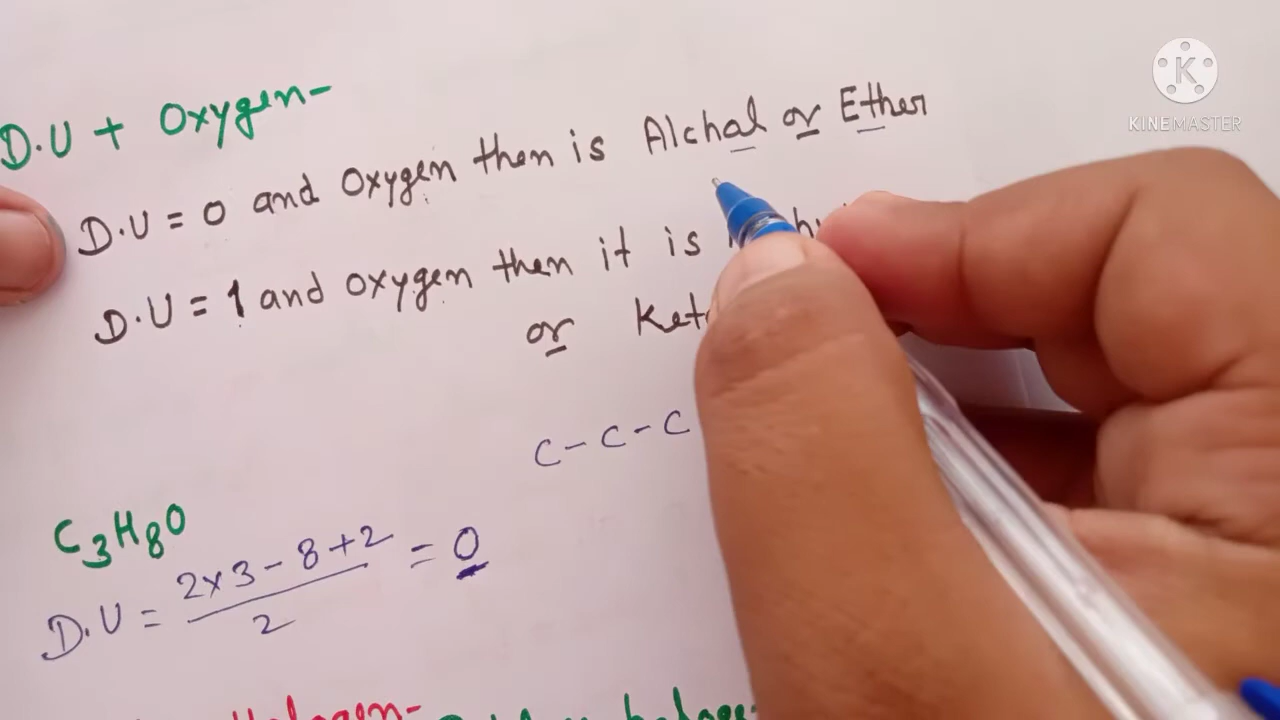 D.U + Oxygen-
D.U = 0 and Oxygen then is Alchal or Ether
D.U = 1 and oxygen then it is
or
C-C-C
C3H8O
D.U = 2x3-8+2 / 2 = 0
Halogen-
KINEMASTER